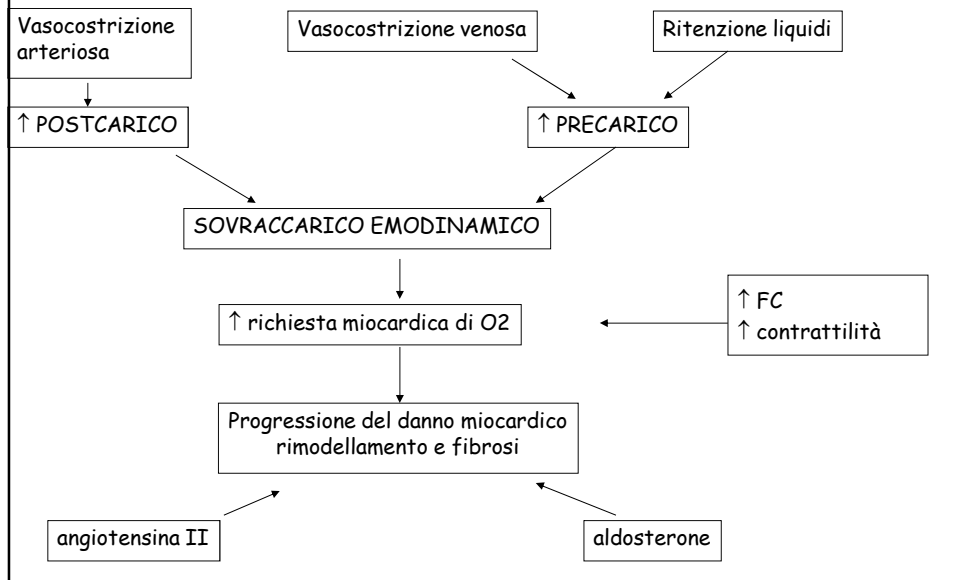 Vasocostrizione
arteriosa
Vasocostrizione venosa
Ritenzione liquidi
↑ POSTCARICO
↑ PRECARICO
SOVRACCARICO EMODINAMICO
↑ richiesta miocardica di O2
↑ FC
↑ contrattilità
Progressione del danno miocardico
rimodellamento e fibrosi
angiotensina II
aldosterone